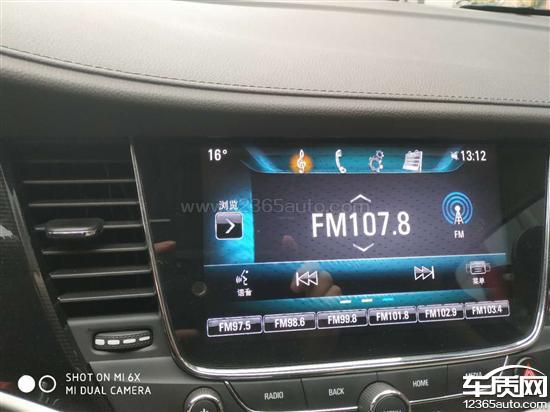 16°
13:12
浏览
www.12365auto.com
FM107.8
FM
语音
菜单
FM97.5 FM98.6 FM99.8 FM101.8 FM102.9 FM103.4
RADIO BACK HOME MEDIA
SHOT ON MI 6X
MI DUAL CAMERA
车质网
12365auto.com